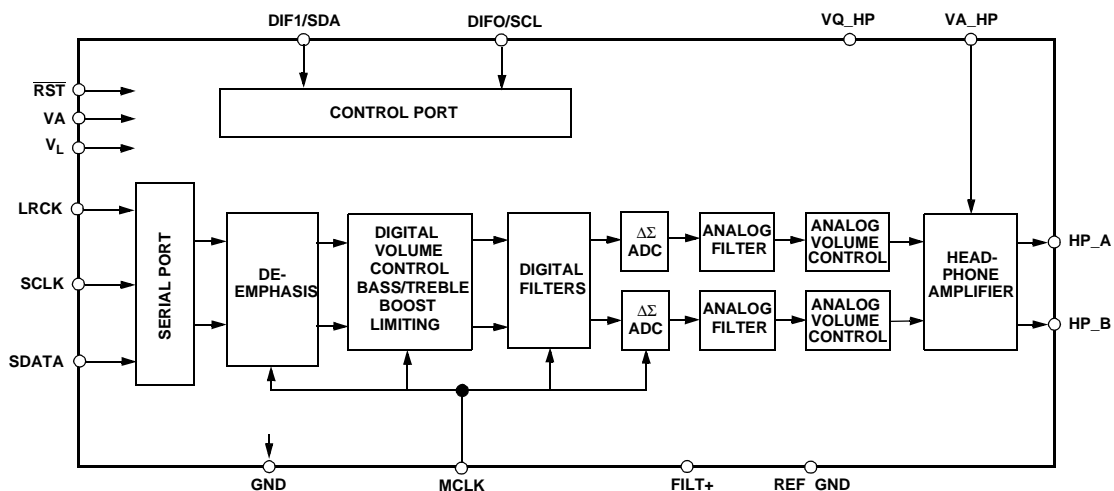 DIF1/SDA
DIFO/SCL
VQ_HP
VA_HP
RST
VA
VL
CONTROL PORT
LRCK
SCLK
SDATA
SERIAL PORT
DE-
EMPHASIS
DIGITAL
VOLUME
CONTROL
BASS/TREBLE
BOOST
LIMITING
DIGITAL
FILTERS
ΔΣ
ADC
ANALOG
FILTER
ANALOG
VOLUME
CONTROL
ΔΣ
ADC
ANALOG
FILTER
ANALOG
VOLUME
CONTROL
HEAD-
PHONE
AMPLIFIER
HP_A
HP_B
GND
MCLK
FILT+
REF_GND